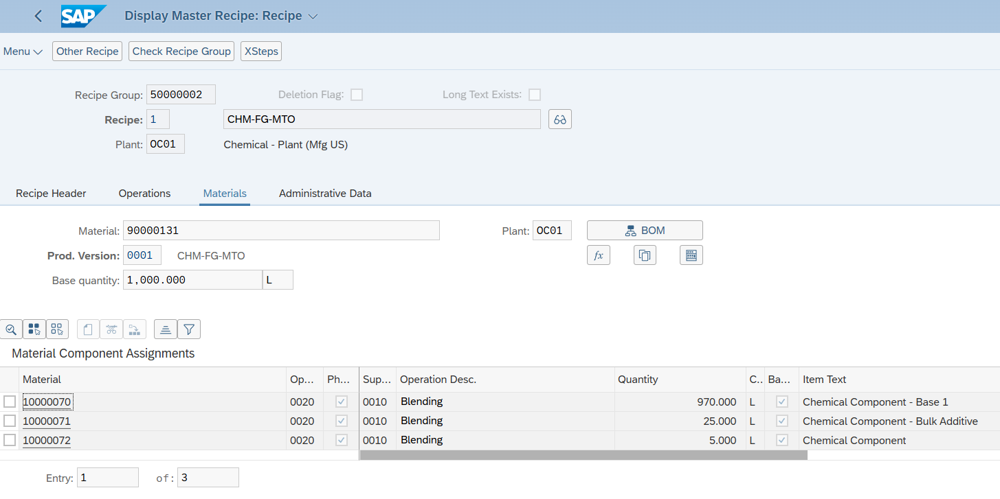 SAP Display Master Recipe: Recipe
Menu Other Recipe Check Recipe Group XSteps
Recipe Group: 50000002 Deletion Flag: Long Text Exists:
Recipe: 1 CHM-FG-MTO
Plant: OC01 Chemical - Plant (Mfg US)
Recipe Header Operations Materials Administrative Data
Material: 90000131 Plant: OC01 BOM
Prod. Version: 0001 CHM-FG-MTO fx
Base quantity: 1,000.000 L
Material Component Assignments
Material Op... Ph... Sup... Operation Desc. Quantity C.. Ba... Item Text
10000070 0020 0010 Blending 970.000 L Chemical Component - Base 1
10000071 0020 0010 Blending 25.000 L Chemical Component - Bulk Additive
10000072 0020 0010 Blending 5.000 L Chemical Component
Entry: 1 of: 3